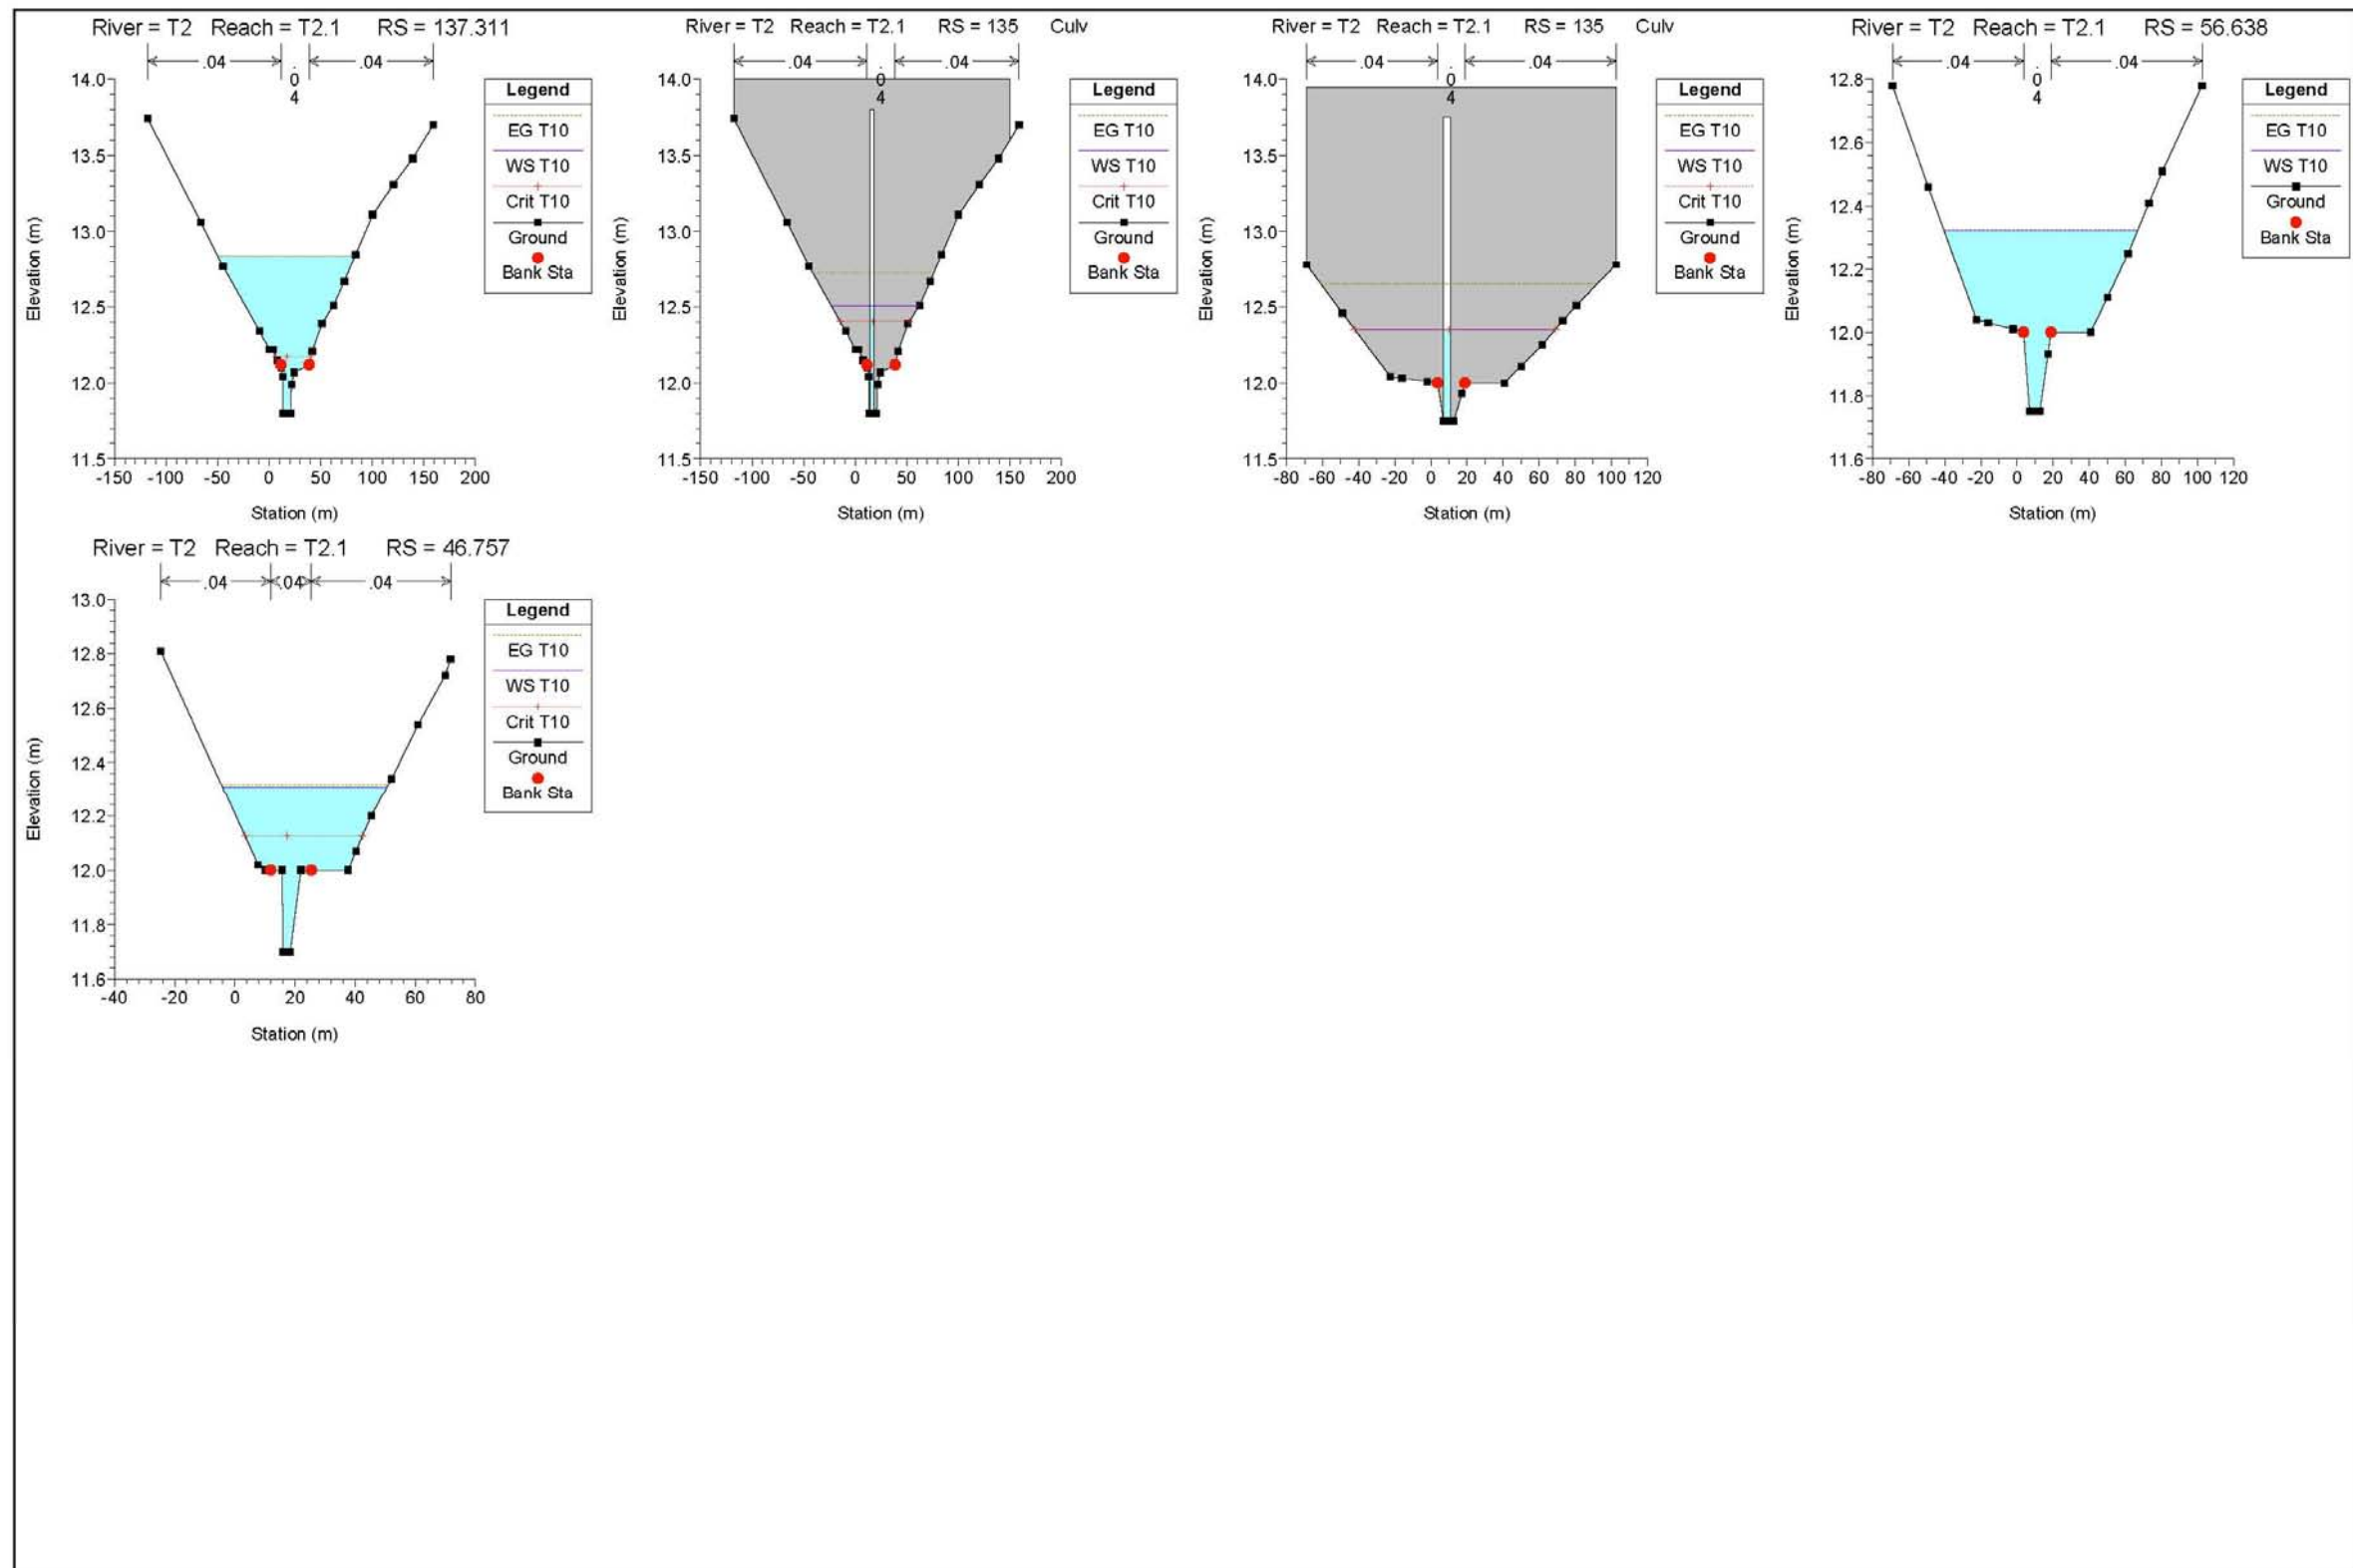 River = T2 Reach = T2.1 RS = 137.311
.04 .04 .04
14.0
13.5
13.0
12.5
12.0
11.5
Elevation (m)
-150 -100 -50 0 50 100 150 200
Station (m)
Legend
EG T10
WS T10
Crit T10
Ground
Bank Sta
River = T2 Reach = T2.1 RS = 135 Culv
.04 .04 .04
14.0
13.5
13.0
12.5
12.0
11.5
Elevation (m)
-150 -100 -50 0 50 100 150 200
Station (m)
Legend
EG T10
WS T10
Crit T10
Ground
Bank Sta
River = T2 Reach = T2.1 RS = 135 Culv
.04 .04 .04
14.0
13.5
13.0
12.5
12.0
11.5
Elevation (m)
-80 -60 -40 -20 0 20 40 60 80 100 120
Station (m)
Legend
EG T10
WS T10
Crit T10
Ground
Bank Sta
River = T2 Reach = T2.1 RS = 56.638
.04 .04 .04
12.8
12.6
12.4
12.2
12.0
11.8
11.6
Elevation (m)
-80 -60 -40 -20 0 20 40 60 80 100 120
Station (m)
Legend
EG T10
WS T10
Ground
Bank Sta
River = T2 Reach = T2.1 RS = 46.757
.04 .04 .04
13.0
12.8
12.6
12.4
12.2
12.0
11.8
11.6
Elevation (m)
-40 -20 0 20 40 60 80
Station (m)
Legend
EG T10
WS T10
Crit T10
Ground
Bank Sta